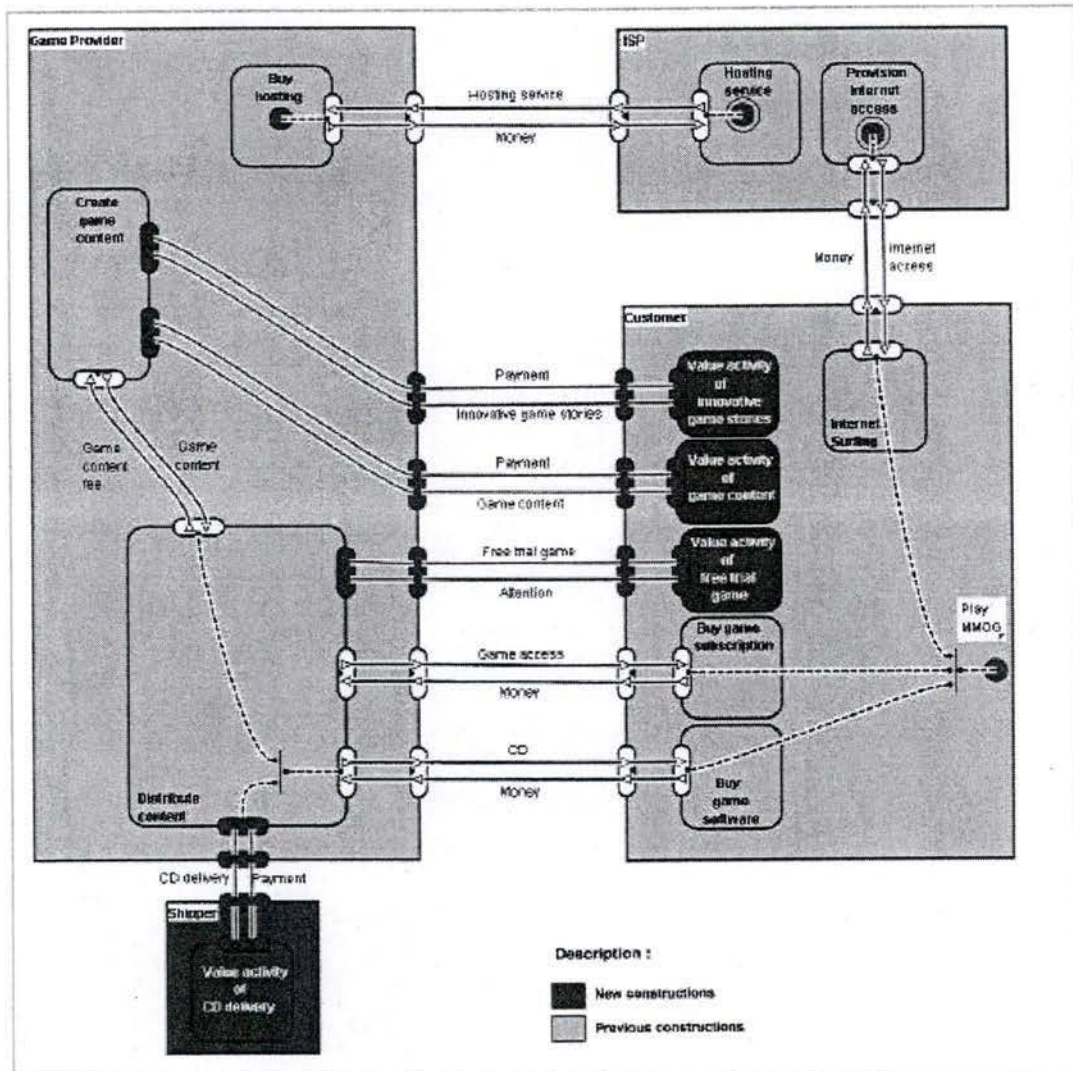 Game Provider
ISP
Buy
hosting
Hosting service
Money
Hosting
service
Provision
Internet
access
Create
game
content
Money
Internet
access
Customer
Payment
Innovative game stories
Value activity
of
innovative
game stories
Internet
Surfing
Game
content
fee
Game
content
Payment
Game content
Value activity
of
game content
Free trial game
Attention
Value activity
of
free trial
game
Play
MMOG
Game access
Money
Buy game
subscription
CD
Money
Buy
game
software
Distribute
content
CD delivery
Payment
Shipper
Value activity
of
CD delivery
Description :
New constructions
Previous constructions